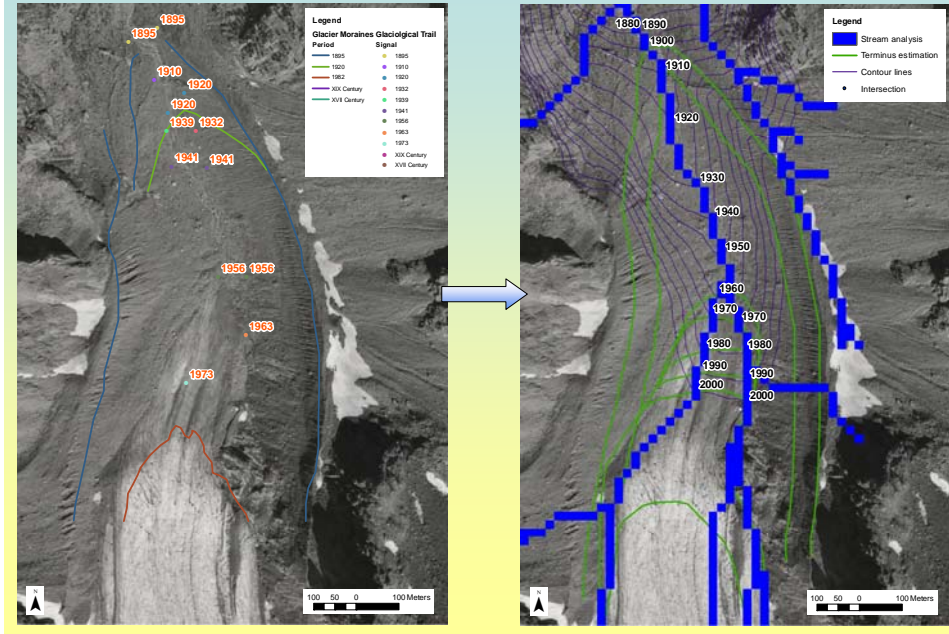 1895
1895
1910
1920
1920
1939 1932
1941 1941
1956 1956
1963
1973
Legend
Glacier Moraines Glaciolgical Trail
Period Signal
1895 1895
1920 1910
1982 1920
XIX Century 1932
XVII Century 1939
1941
1956
1963
1973
XIX Century
XVII Century
N
100 50 0 100 Meters
1880 1890
1900
1910
1920
1930
1940
1950
1960
1970 1970
1980 1980
1990 1990
2000 2000
Legend
Stream analysis
Terminus estimation
Contour lines
Intersection
N
100 50 0 100 Meters